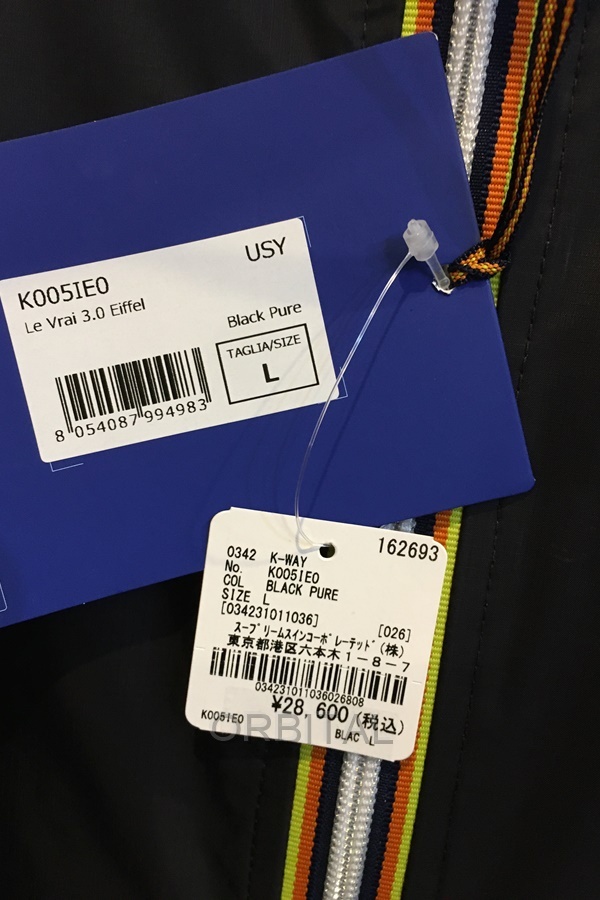 USY
K005IE0
Le Vrai 3.0 Eiffel
Black Pure
TAGLIA/SIZE
L
8 054087 994983
162693
0342 K-WAY
No. K005IE0
COL BLACK PURE
SIZE L
[034231011036] [026]
ｽｰﾌﾟﾘｰﾑｽｲﾝｺｰﾎﾟﾚｰﾃｯﾄﾞ(株)
東京都港区六本木1-8-7
034231011036026808
¥28,600(税込)
K005IE0 BLAC L
ORBITAL